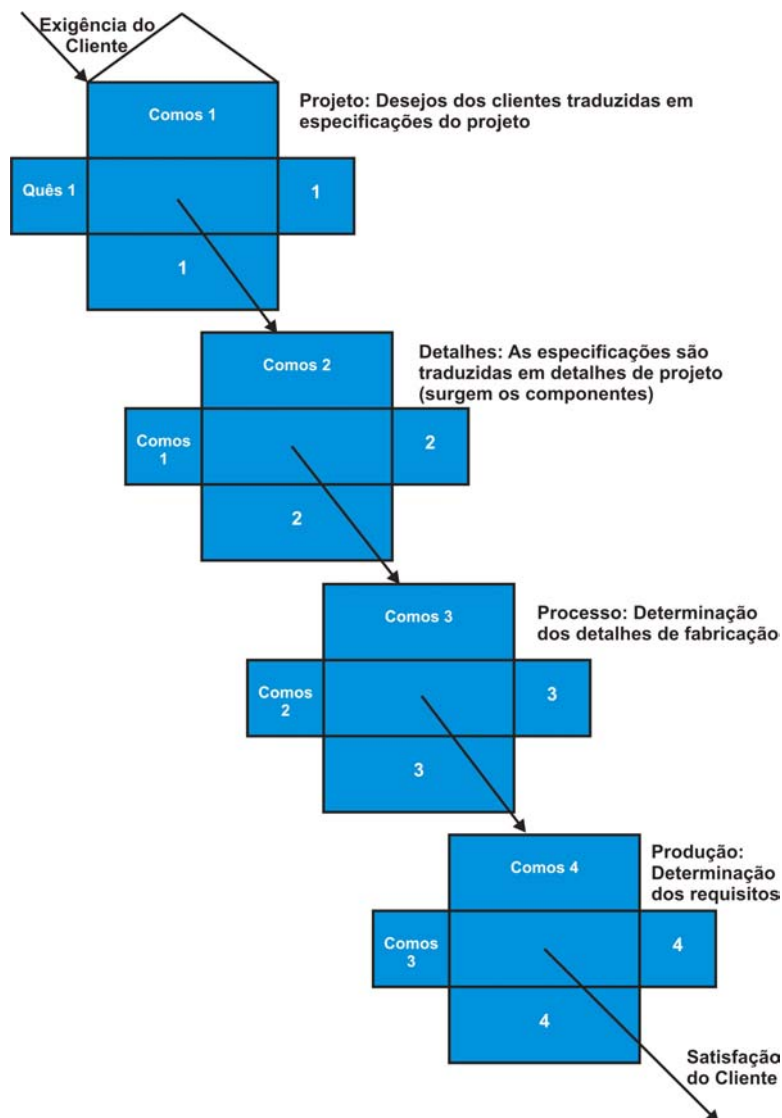 Exigência do
Cliente
Comos 1
Projeto: Desejos dos clientes traduzidas em
especificações do projeto
Quês 1
1
1
Comos 2
Detalhes: As especificações são
traduzidas em detalhes de projeto
(surgem os componentes)
Comos
1
2
2
Comos 3
Processo: Determinação
dos detalhes de fabricação
Comos
2
3
3
Comos 4
Produção:
Determinação
dos requisitos
Comos
3
4
4
Satisfação
do Cliente